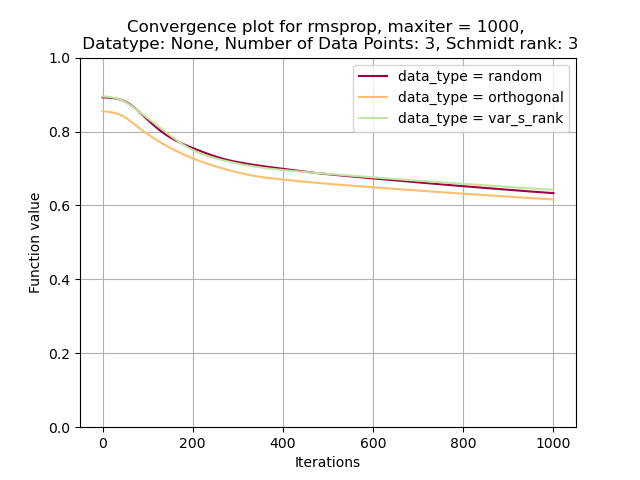 Convergence plot for rmsprop, maxiter = 1000,
Datatype: None, Number of Data Points: 3, Schmidt rank: 3
1.0
data_type = random
data_type = orthogonal
data_type = var_s_rank
0.8
0.6
0.4
0.2
0.0
Function value
0 200 400 600 800 1000
Iterations